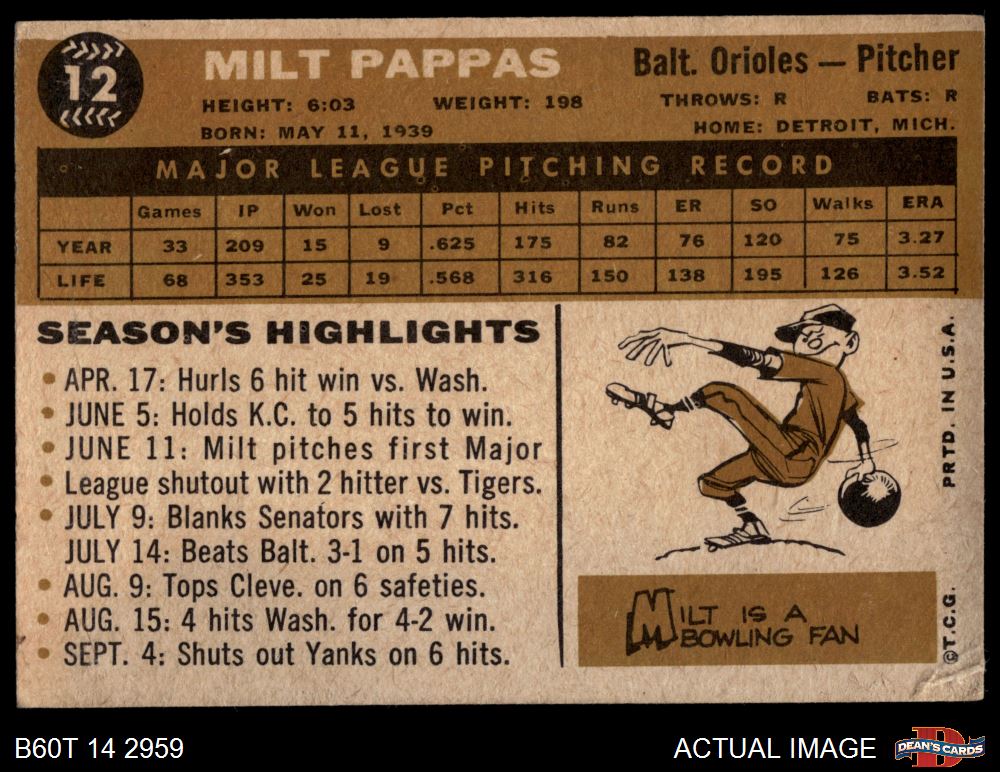 12
MILT PAPPAS
Balt. Orioles — Pitcher
HEIGHT: 6:03 WEIGHT: 198 THROWS: R BATS: R
BORN: MAY 11, 1939 HOME: DETROIT, MICH.
MAJOR LEAGUE PITCHING RECORD
Games IP Won Lost Pct Hits Runs ER SO Walks ERA
YEAR 33 209 15 9 .625 175 82 76 120 75 3.27
LIFE 68 353 25 19 .568 316 150 138 195 126 3.52
SEASON'S HIGHLIGHTS
• APR. 17: Hurls 6 hit win vs. Wash.
• JUNE 5: Holds K.C. to 5 hits to win.
• JUNE 11: Milt pitches first Major
• League shutout with 2 hitter vs. Tigers.
• JULY 9: Blanks Senators with 7 hits.
JULY 14: Beats Balt. 3-1 on 5 hits.
• AUG. 9: Tops Cleve. on 6 safeties.
• AUG. 15: 4 hits Wash. for 4-2 win.
• SEPT. 4: Shuts out Yanks on 6 hits.
MILT IS A
BOWLING FAN
©T.C.G. PRTD. IN U.S.A.
B60T 14 2959
ACTUAL IMAGE
D
DEAN'S CARDS